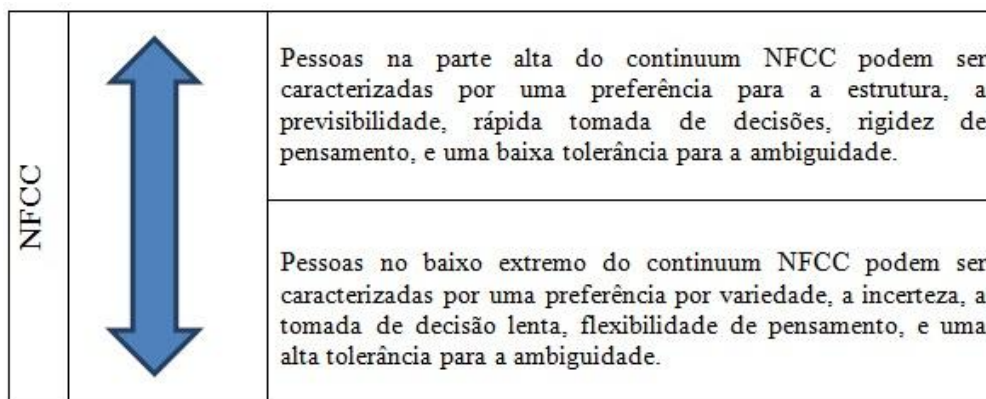 NFCC
Pessoas na parte alta do continuum NFCC podem ser
caracterizadas por uma preferência para a estrutura, a
previsibilidade, rápida tomada de decisões, rigidez de
pensamento, e uma baixa tolerância para a ambiguidade.
Pessoas no baixo extremo do continuum NFCC podem ser
caracterizadas por uma preferência por variedade, a incerteza, a
tomada de decisão lenta, flexibilidade de pensamento, e uma
alta tolerância para a ambiguidade.